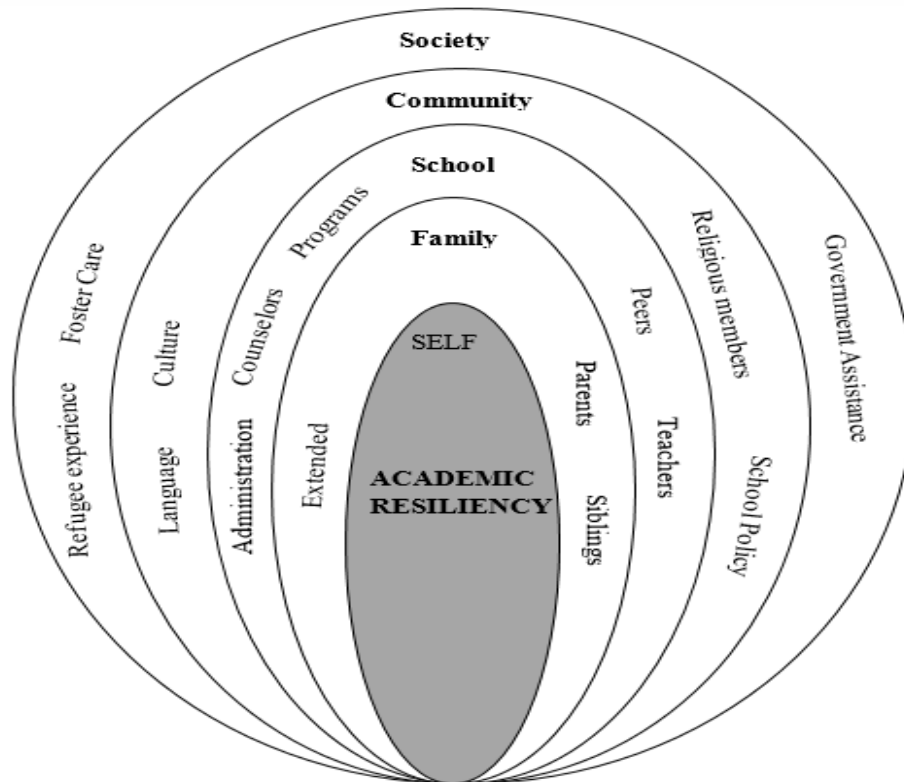 Society
Community
School
Family
SELF
ACADEMIC
RESILIENCY
Foster Care
Refugee experience
Culture
Language
Programs
Counselors
Administration
Extended
Parents
Siblings
Peers
Teachers
Religious members
School Policy
Government Assistance